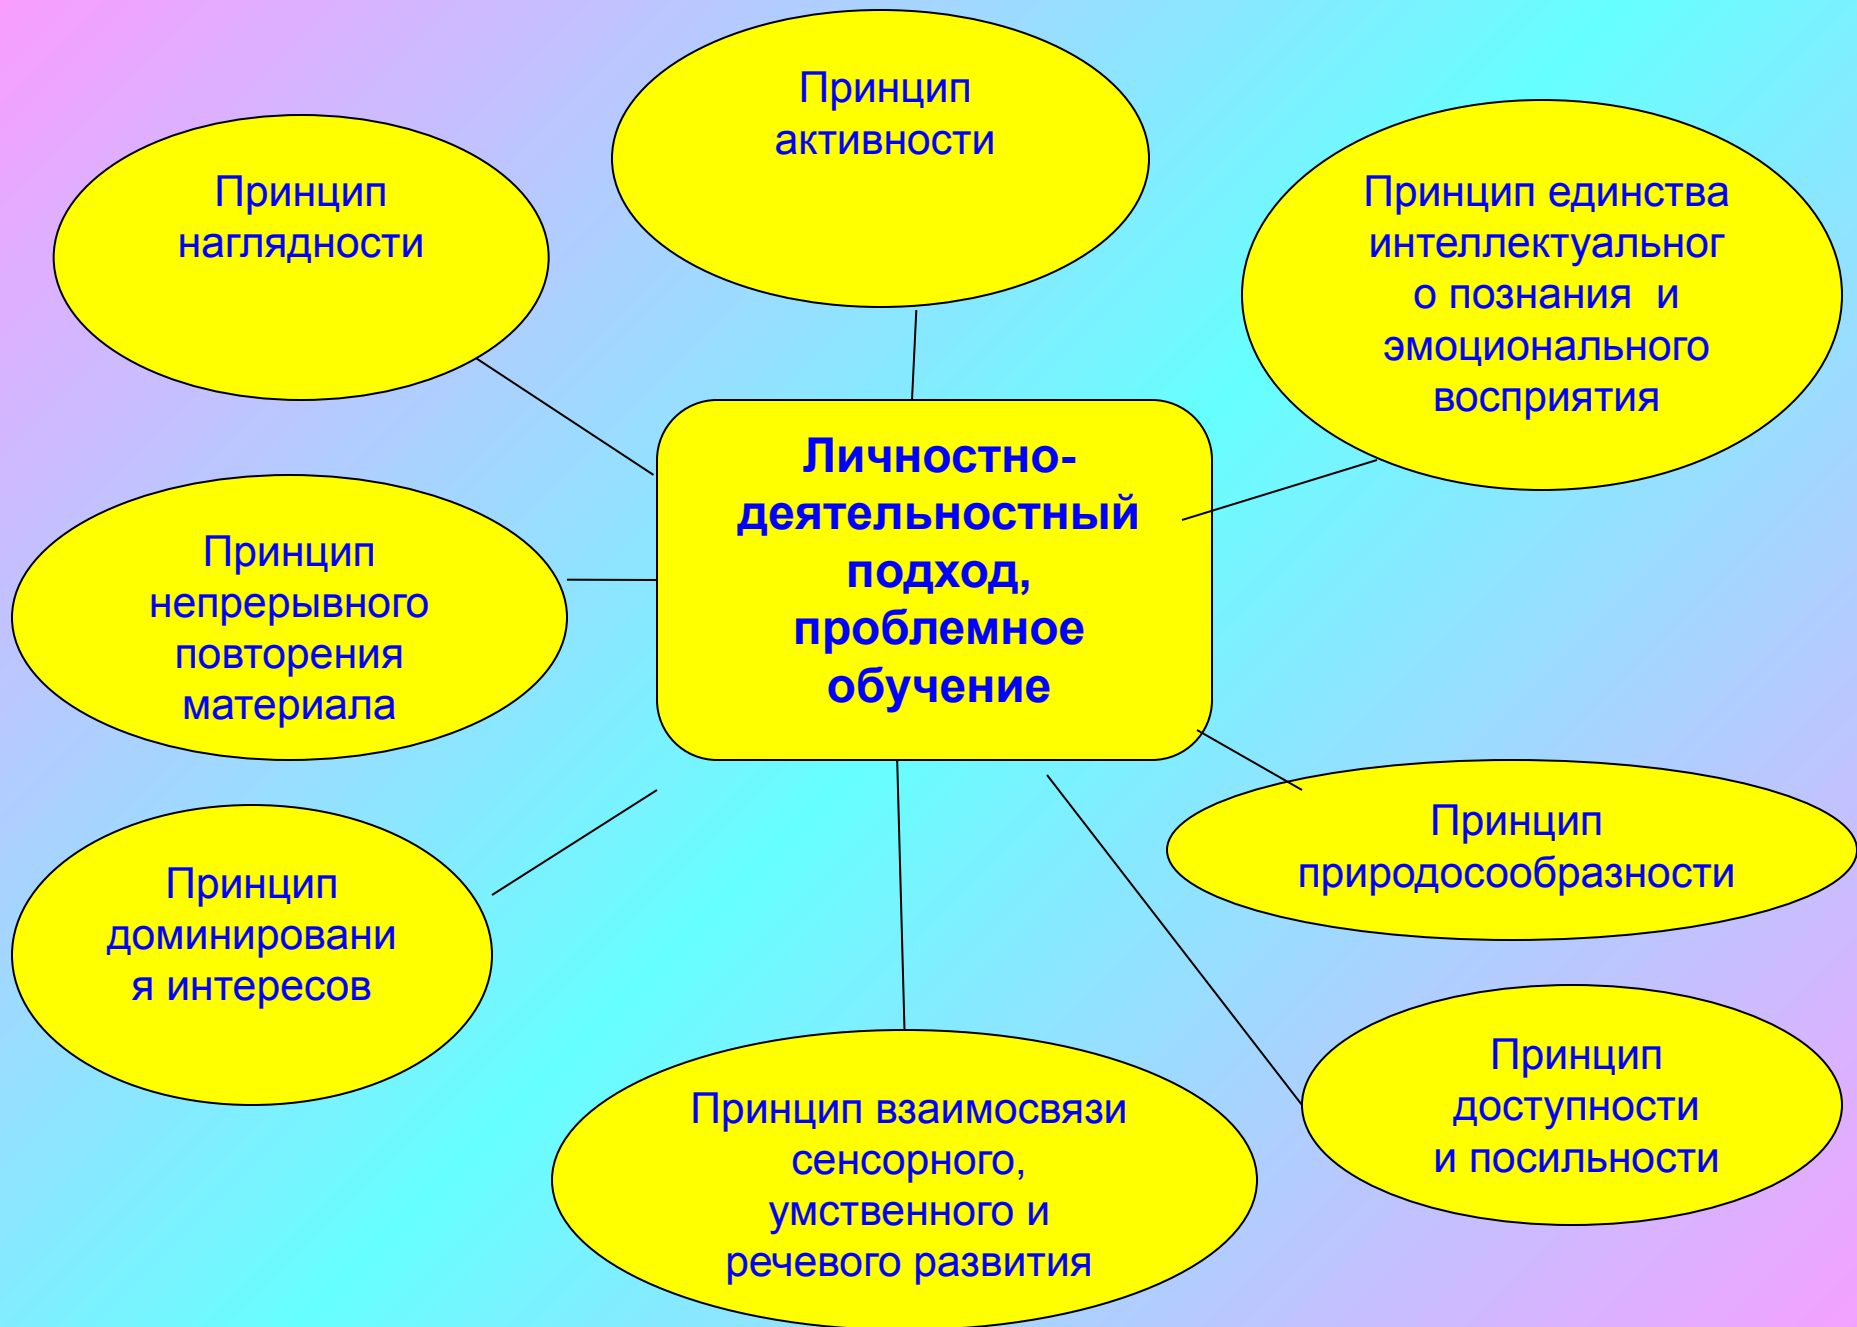 Принцип
активности
Принцип
наглядности
Принцип единства
интеллектуальног
о познания  и
эмоционального
восприятия
Личностно-
деятельностный
подход,
проблемное
обучение
Принцип
непрерывного
повторения
материала
Принцип
природосообразности
Принцип
доминировани
я интересов
Принцип
доступности
и посильности
Принцип взаимосвязи
сенсорного,
умственного и
речевого развития